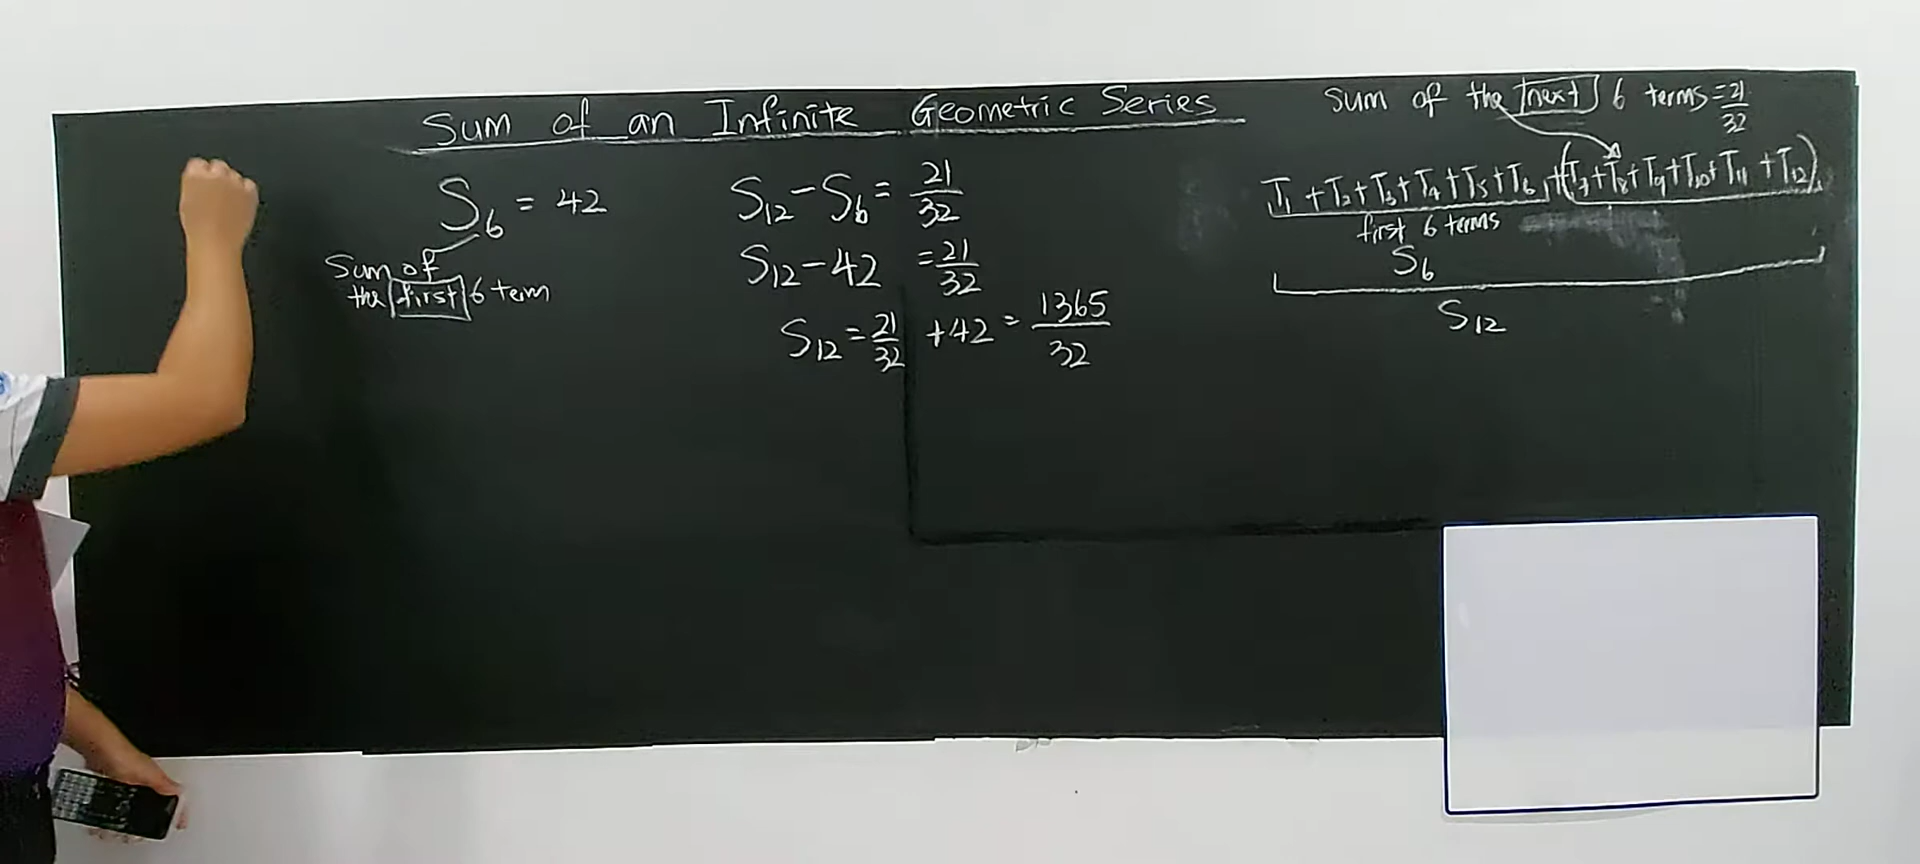 Sum of an Infinite Geometric Series
S₆ = 42
Sum of
the first 6 term
S₁₂ − S₆ = 21/32
S₁₂ − 42 = 21/32
S₁₂ = 21/32 + 42 = 1365/32
Sum of the next 6 terms = 21/32
T₁ + T₂ + T₃ + T₄ + T₅ + T₆ + (T₇ + T₈ + T₉ + T₁₀ + T₁₁ + T₁₂)
first 6 terms
S₆
S₁₂